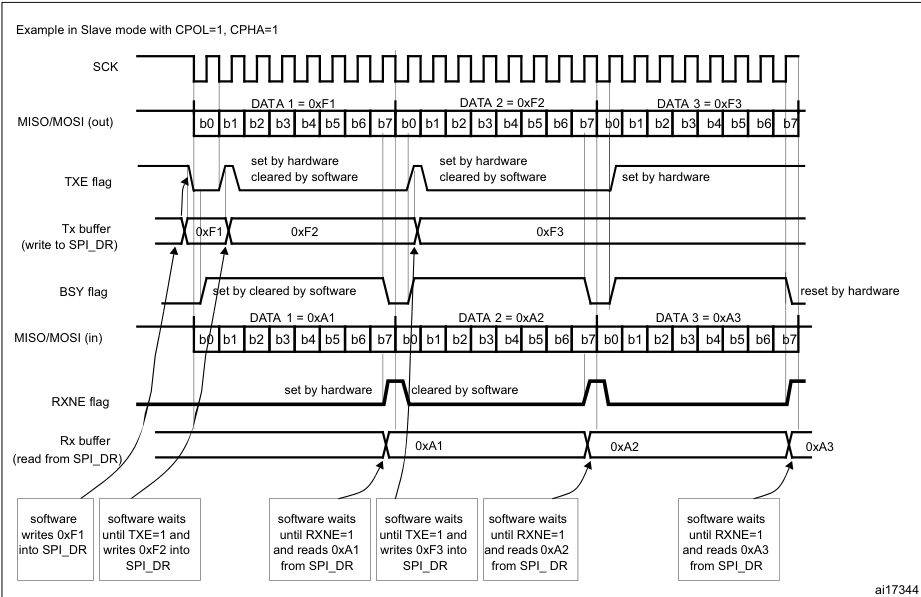 Example in Slave mode with CPOL=1, CPHA=1
SCK
DATA 1 = 0xF1 DATA 2 = 0xF2 DATA 3 = 0xF3
MISO/MOSI (out) b0 b1 b2 b3 b4 b5 b6 b7 b0 b1 b2 b3 b4 b5 b6 b7 b0 b1 b2 b3 b4 b5 b6 b7
set by hardware set by hardware
cleared by software cleared by software set by hardware
TXE flag
Tx buffer 0xF1 0xF2 0xF3
(write to SPI_DR)
BSY flag set by cleared by software reset by hardware
DATA 1 = 0xA1 DATA 2 = 0xA2 DATA 3 = 0xA3
MISO/MOSI (in) b0 b1 b2 b3 b4 b5 b6 b7 b0 b1 b2 b3 b4 b5 b6 b7 b0 b1 b2 b3 b4 b5 b6 b7
set by hardware cleared by software
RXNE flag
Rx buffer 0xA1 0xA2 0xA3
(read from SPI_DR)
software
writes 0xF1
into SPI_DR
software waits
until TXE=1 and
writes 0xF2 into
SPI_DR
software waits
until RXNE=1
and reads 0xA1
from SPI_DR
software waits
until TXE=1 and
writes 0xF3 into
SPI_DR
software waits
until RXNE=1
and reads 0xA2
from SPI_DR
software waits
until RXNE=1
and reads 0xA3
from SPI_DR
ai17344